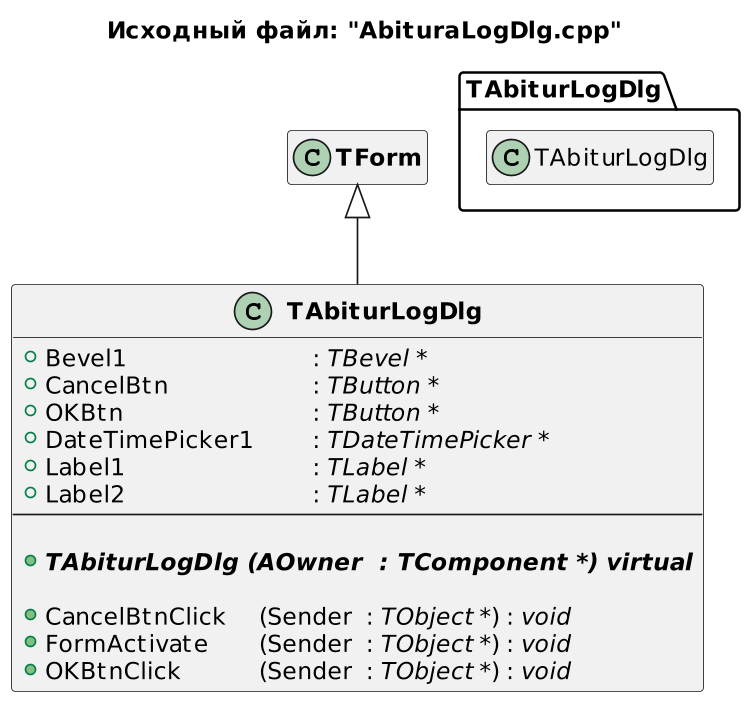 Исходный файл: "AbituraLogDlg.cpp"
TAbiturLogDlg
C TForm
C TAbiturLogDlg
C TAbiturLogDlg
Bevel1 : TBevel *
CancelBtn : TButton *
OKBtn : TButton *
DateTimePicker1 : TDateTimePicker *
Label1 : TLabel *
Label2 : TLabel *
TAbiturLogDlg (AOwner : TComponent *) virtual
CancelBtnClick (Sender : TObject *) : void
FormActivate (Sender : TObject *) : void
OKBtnClick (Sender : TObject *) : void